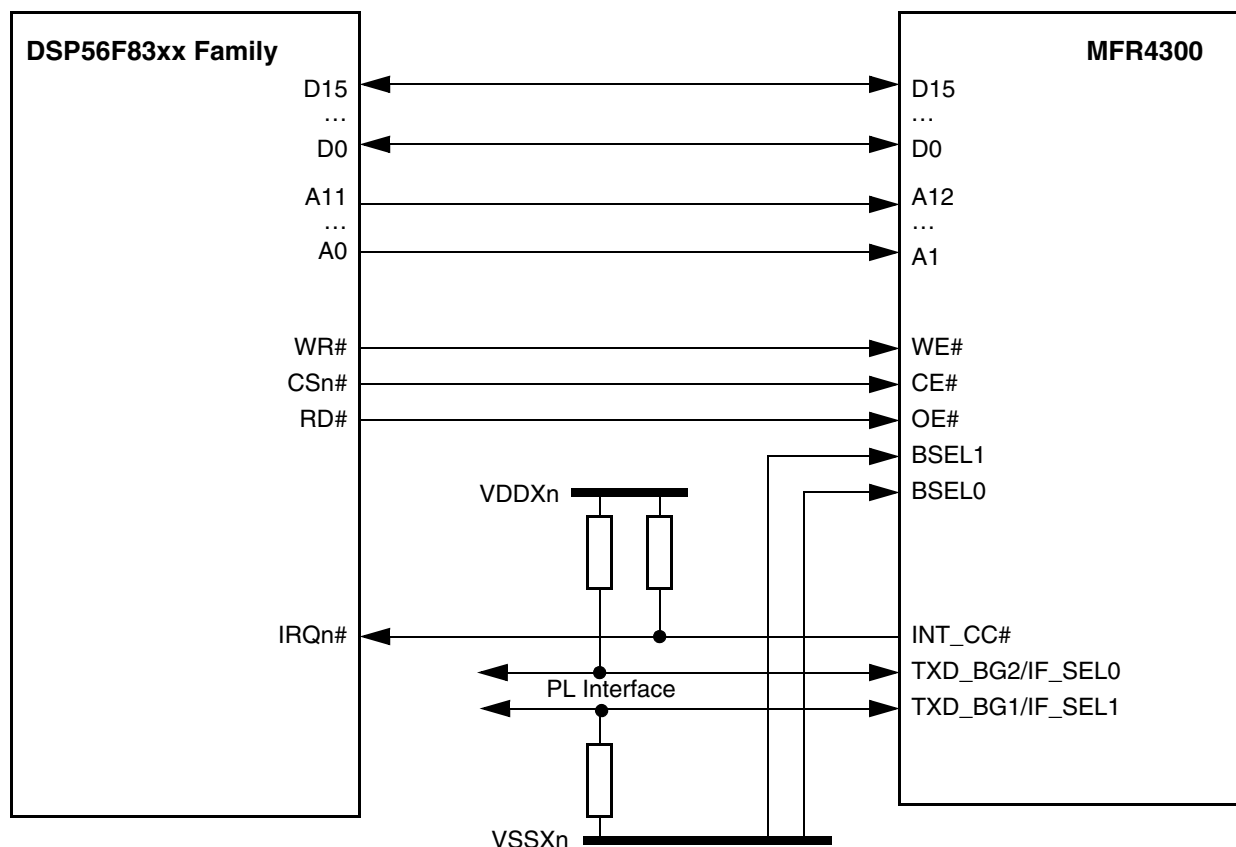 DSP56F83xx Family
MFR4300
D15
D15
...
...
D0
D0
A11
A12
...
...
A0
A1
WR#
WE#
CSn#
CE#
RD#
OE#
BSEL1
VDDXn
BSEL0
IRQn#
INT_CC#
TXD_BG2/IF_SEL0
PL Interface
TXD_BG1/IF_SEL1
VSSXn